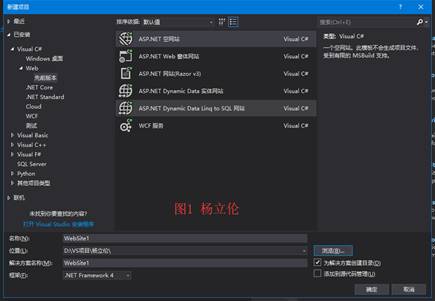 新建项目
最近
排序依据: 默认值
搜索(Ctrl+E)
已安装
Visual C#
Windows 桌面
Web
先前版本
.NET Core
.NET Standard
Cloud
WCF
测试
Visual Basic
Visual C++
Visual F#
SQL Server
Python
其他项目类型
联机
未找到你要查找的内容?
打开 Visual Studio 安装程序
ASP.NET 空网站 Visual C#
ASP.NET Web 窗体网站 Visual C#
ASP.NET 网站(Razor v3) Visual C#
ASP.NET Dynamic Data 实体网站 Visual C#
ASP.NET Dynamic Data Linq to SQL 网站 Visual C#
WCF 服务 Visual C#
类型: Visual C#
一个空网站。此模板不会生成项目文件,
受到有限的 MSBuild 支持。
图1 杨立伦
名称(N): WebSite1
位置(L): D:\VS项目\杨立伦\
浏览(B)...
解决方案名称(M): WebSite1
为解决方案创建目录(D)
框架(F): .NET Framework 4
添加到源代码管理(U)
确定
取消